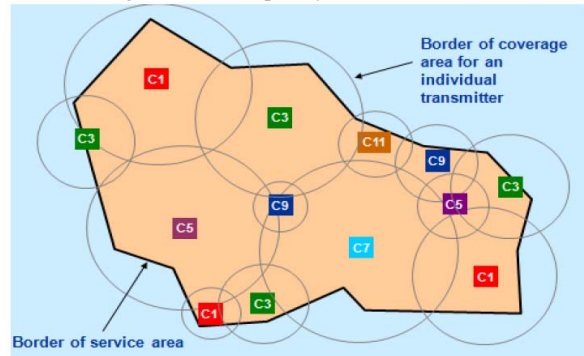 Border of coverage
area for an
individual
transmitter
C1
C3
C3
C11
C9
C3
C9
C5
C5
C7
C1
C3
C1
Border of service area